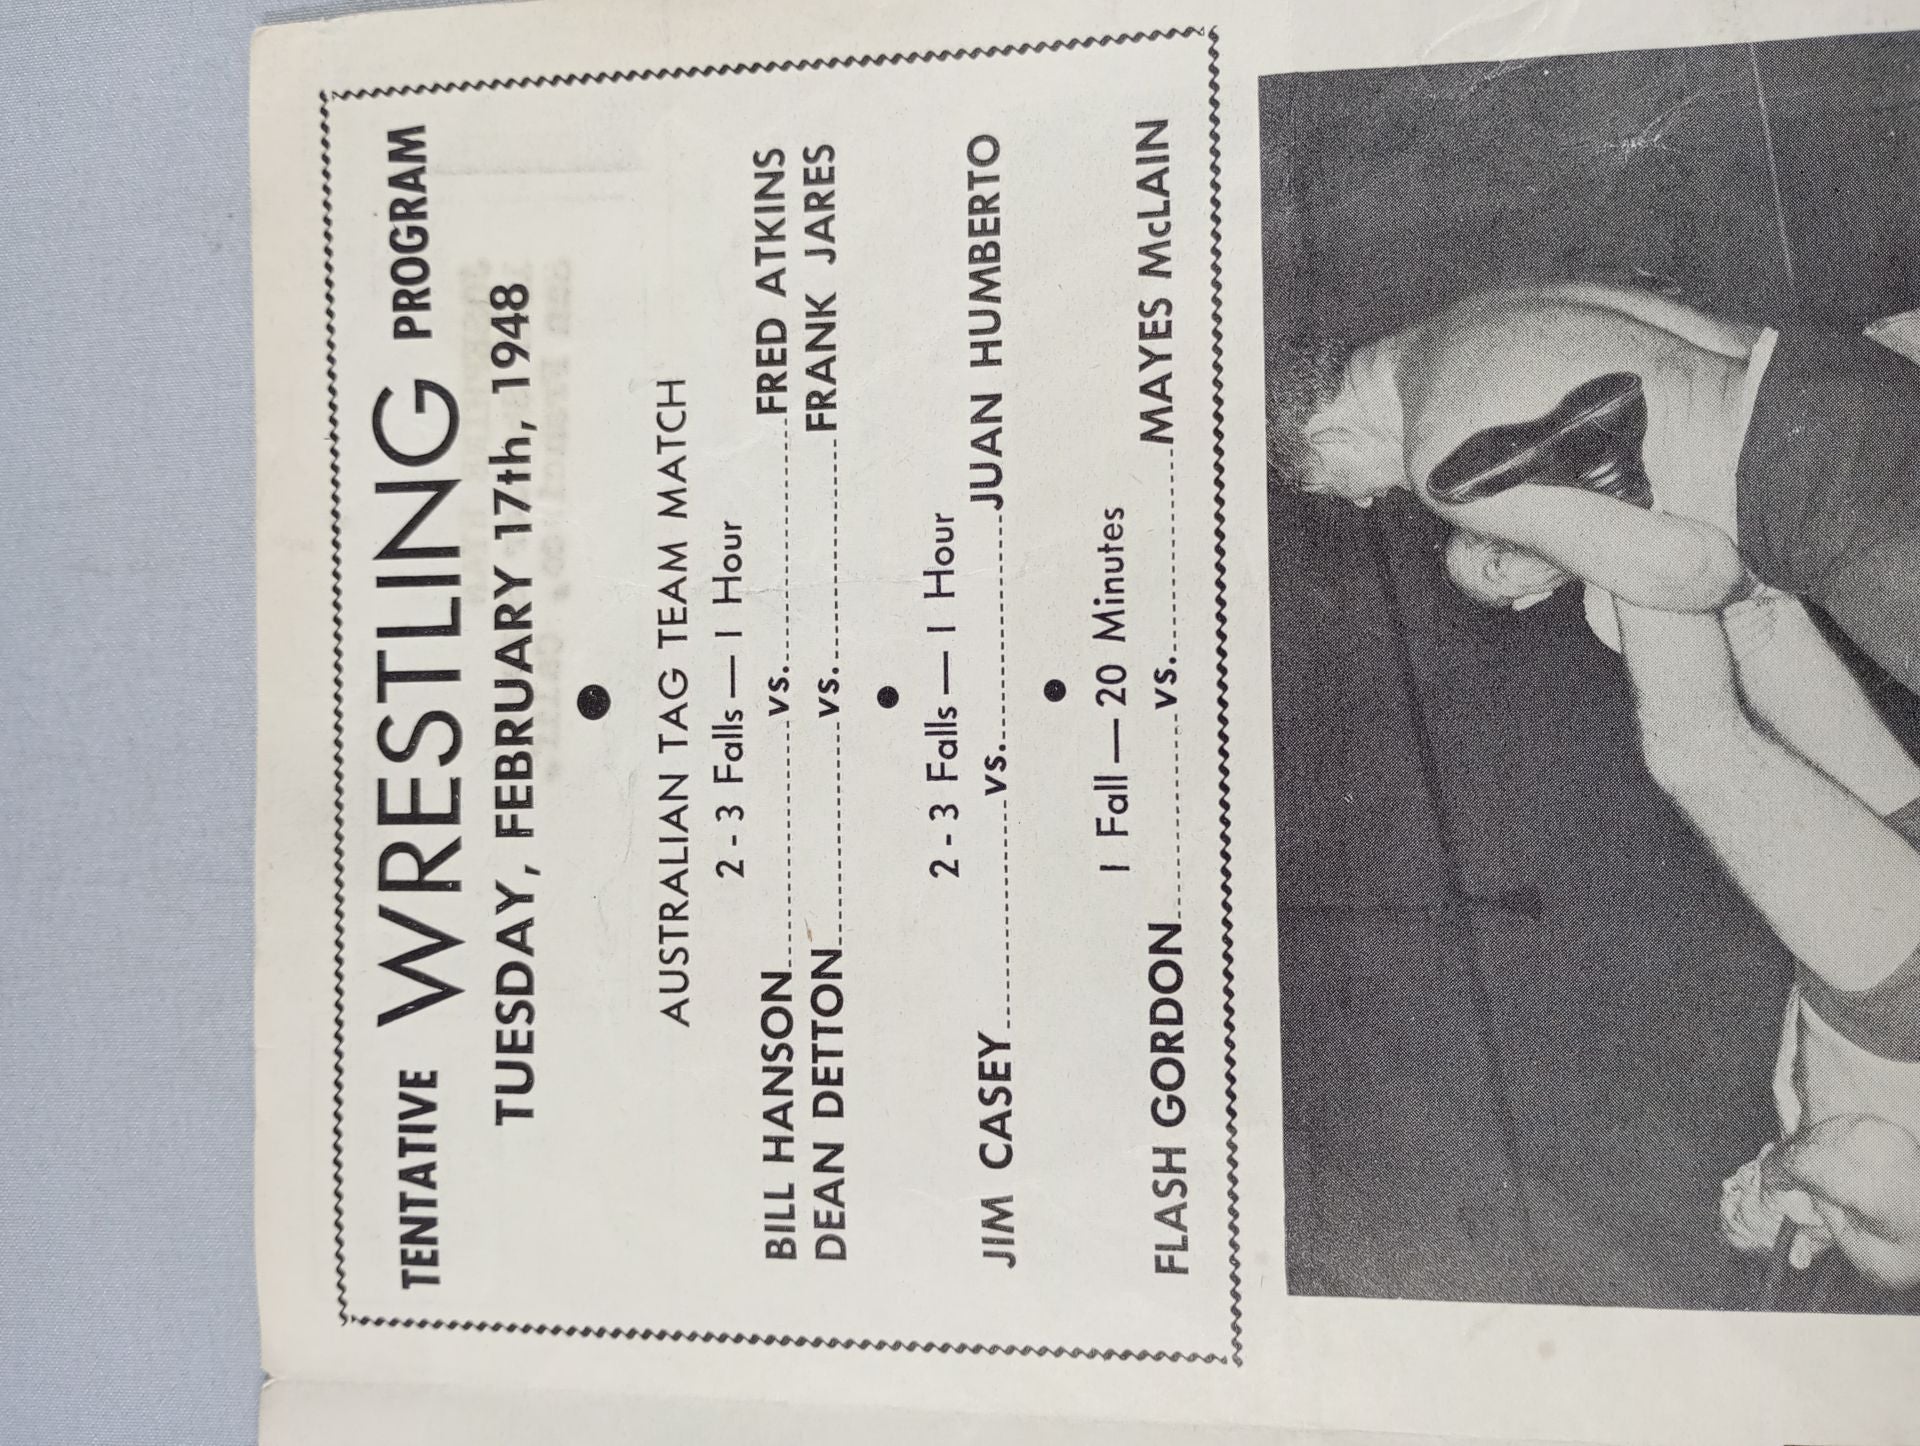 TENTATIVE WRESTLING PROGRAM
TUESDAY, FEBRUARY 17th, 1948
AUSTRALIAN TAG TEAM MATCH
2 - 3 Falls — 1 Hour
BILL HANSON vs. FRED ATKINS
DEAN DETTON vs. FRANK JARES
2 - 3 Falls — 1 Hour
JIM CASEY vs. JUAN HUMBERTO
1 Fall — 20 Minutes
FLASH GORDON vs. MAYES McLAIN